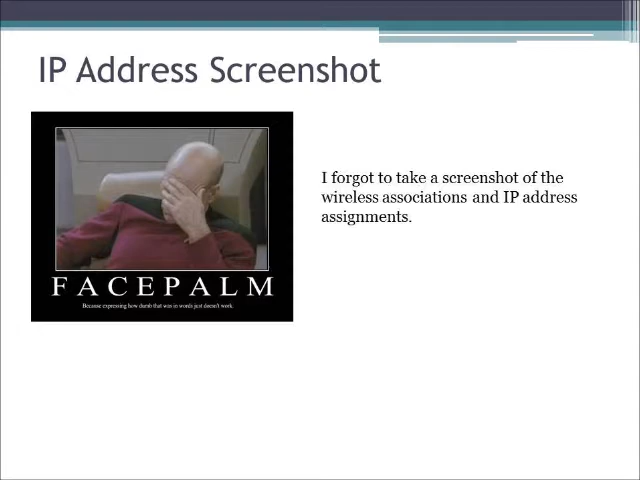 IP Address Screenshot
I forgot to take a screenshot of the
wireless associations and IP address
assignments.
FACEPALM
Because expressing how dumb that was in words just doesn't work.